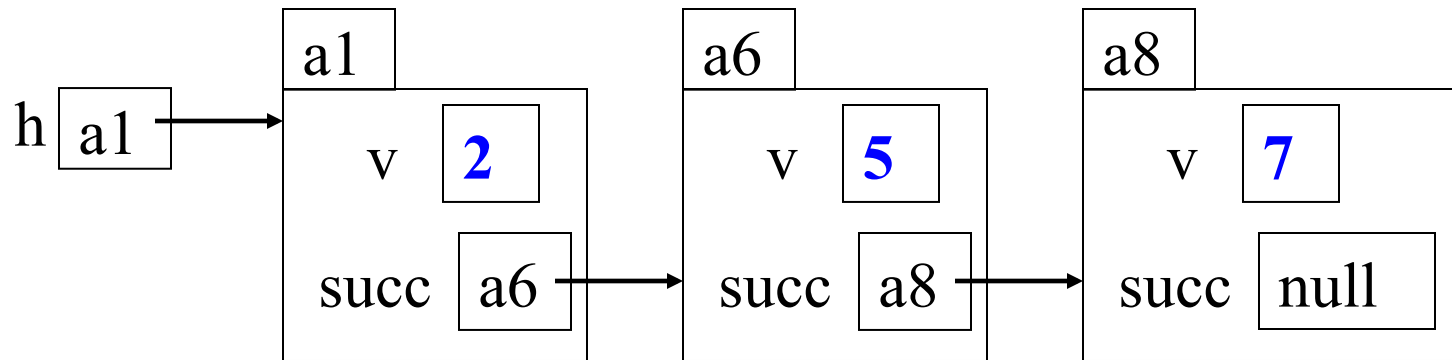 a1 a6 a8
h a1
v 2 v 5 v 7
succ a6 succ a8 succ null